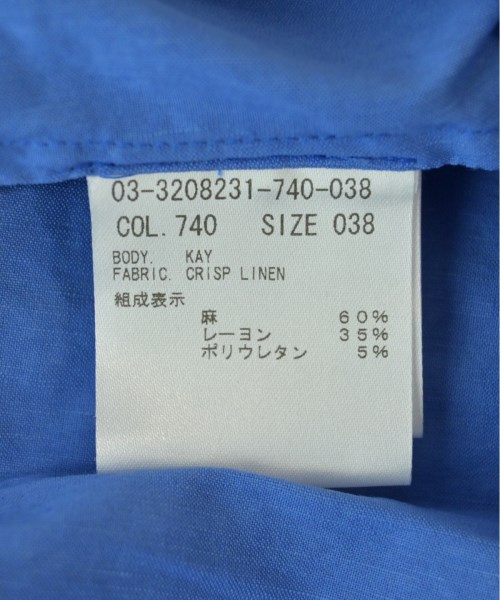 03-3208231-740-038
COL. 740 SIZE 038
BODY. KAY
FABRIC. CRISP LINEN
組成表示
麻 60%
レーヨン 35%
ポリウレタン 5%